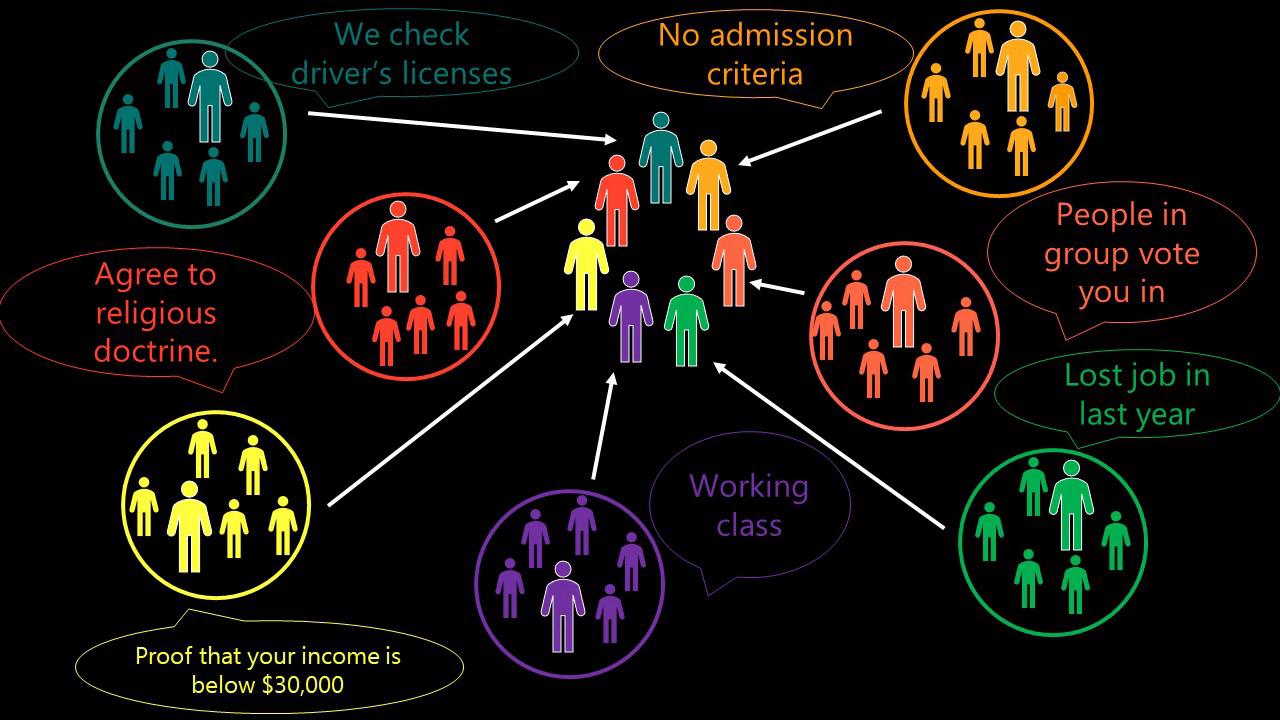 We check
driver’s licenses
No admission
criteria
People in
group vote
you in
Agree to
religious
doctrine.
Lost job in
last year
Working
class
Proof that your income is
below $30,000